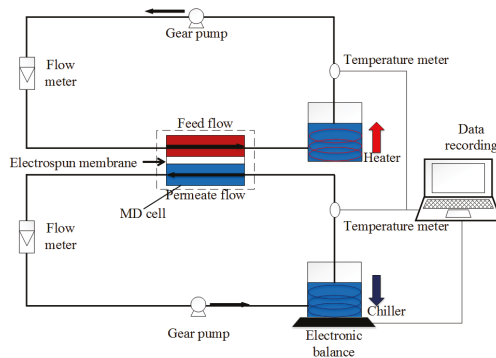 Gear pump
Flow
meter
Temperature meter
Feed flow
Data
recording
Heater
Electrospun membrane
Permeate flow
MD cell
Flow
meter
Temperature meter
Chiller
Gear pump
Electronic
balance